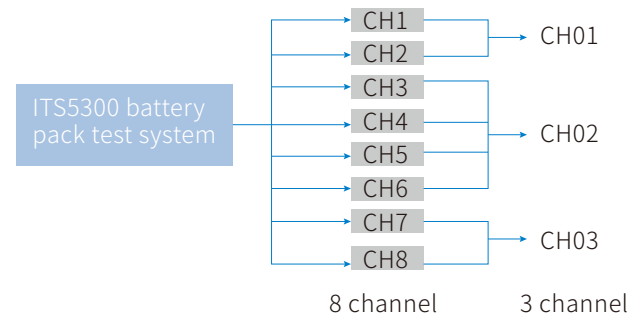 ITS5300 battery
pack test system
CH1
CH2
CH3
CH4
CH5
CH6
CH7
CH8
CH01
CH02
CH03
8 channel
3 channel